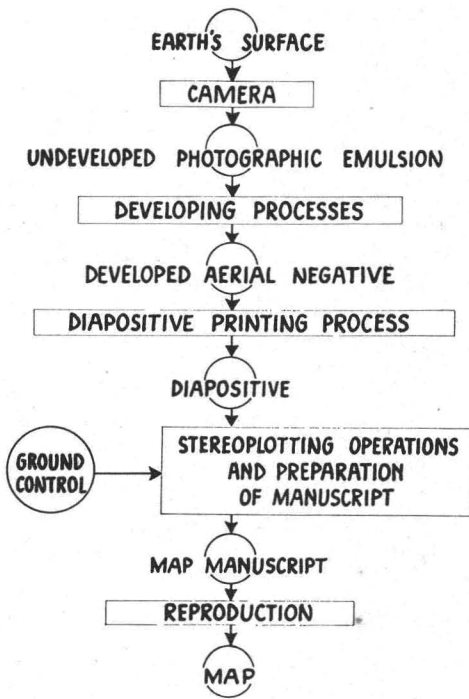 EARTH'S SURFACE
CAMERA
UNDEVELOPED PHOTOGRAPHIC EMULSION
DEVELOPING PROCESSES
DEVELOPED AERIAL NEGATIVE
DIAPOSITIVE PRINTING PROCESS
DIAPOSITIVE
GROUND
CONTROL
STEREOPLOTTING OPERATIONS
AND PREPARATION
OF MANUSCRIPT
MAP MANUSCRIPT
REPRODUCTION
MAP